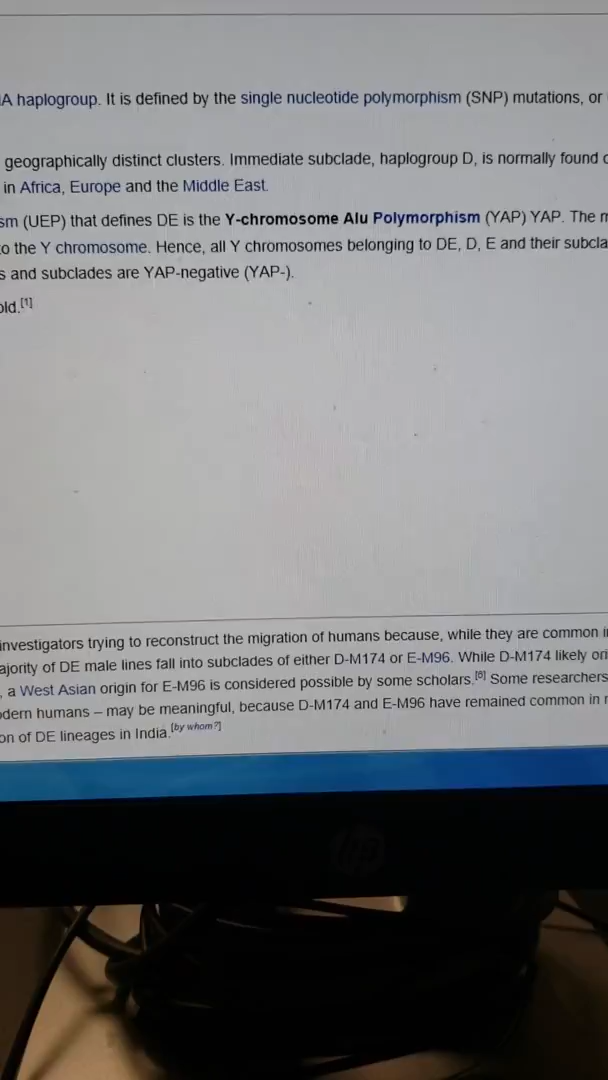 A haplogroup. It is defined by the single nucleotide polymorphism (SNP) mutations, or
geographically distinct clusters. Immediate subclade, haplogroup D, is normally found
in Africa, Europe and the Middle East.
sm (UEP) that defines DE is the Y-chromosome Alu Polymorphism (YAP) YAP. The
to the Y chromosome. Hence, all Y chromosomes belonging to DE, D, E and their subcla
s and subclades are YAP-negative (YAP-).
old.[1]
investigators trying to reconstruct the migration of humans because, while they are common
ajority of DE male lines fall into subclades of either D-M174 or E-M96. While D-M174 likely ori
, a West Asian origin for E-M96 is considered possible by some scholars.[6] Some researchers
odern humans – may be meaningful, because D-M174 and E-M96 have remained common in
on of DE lineages in India.[by whom?]
hp